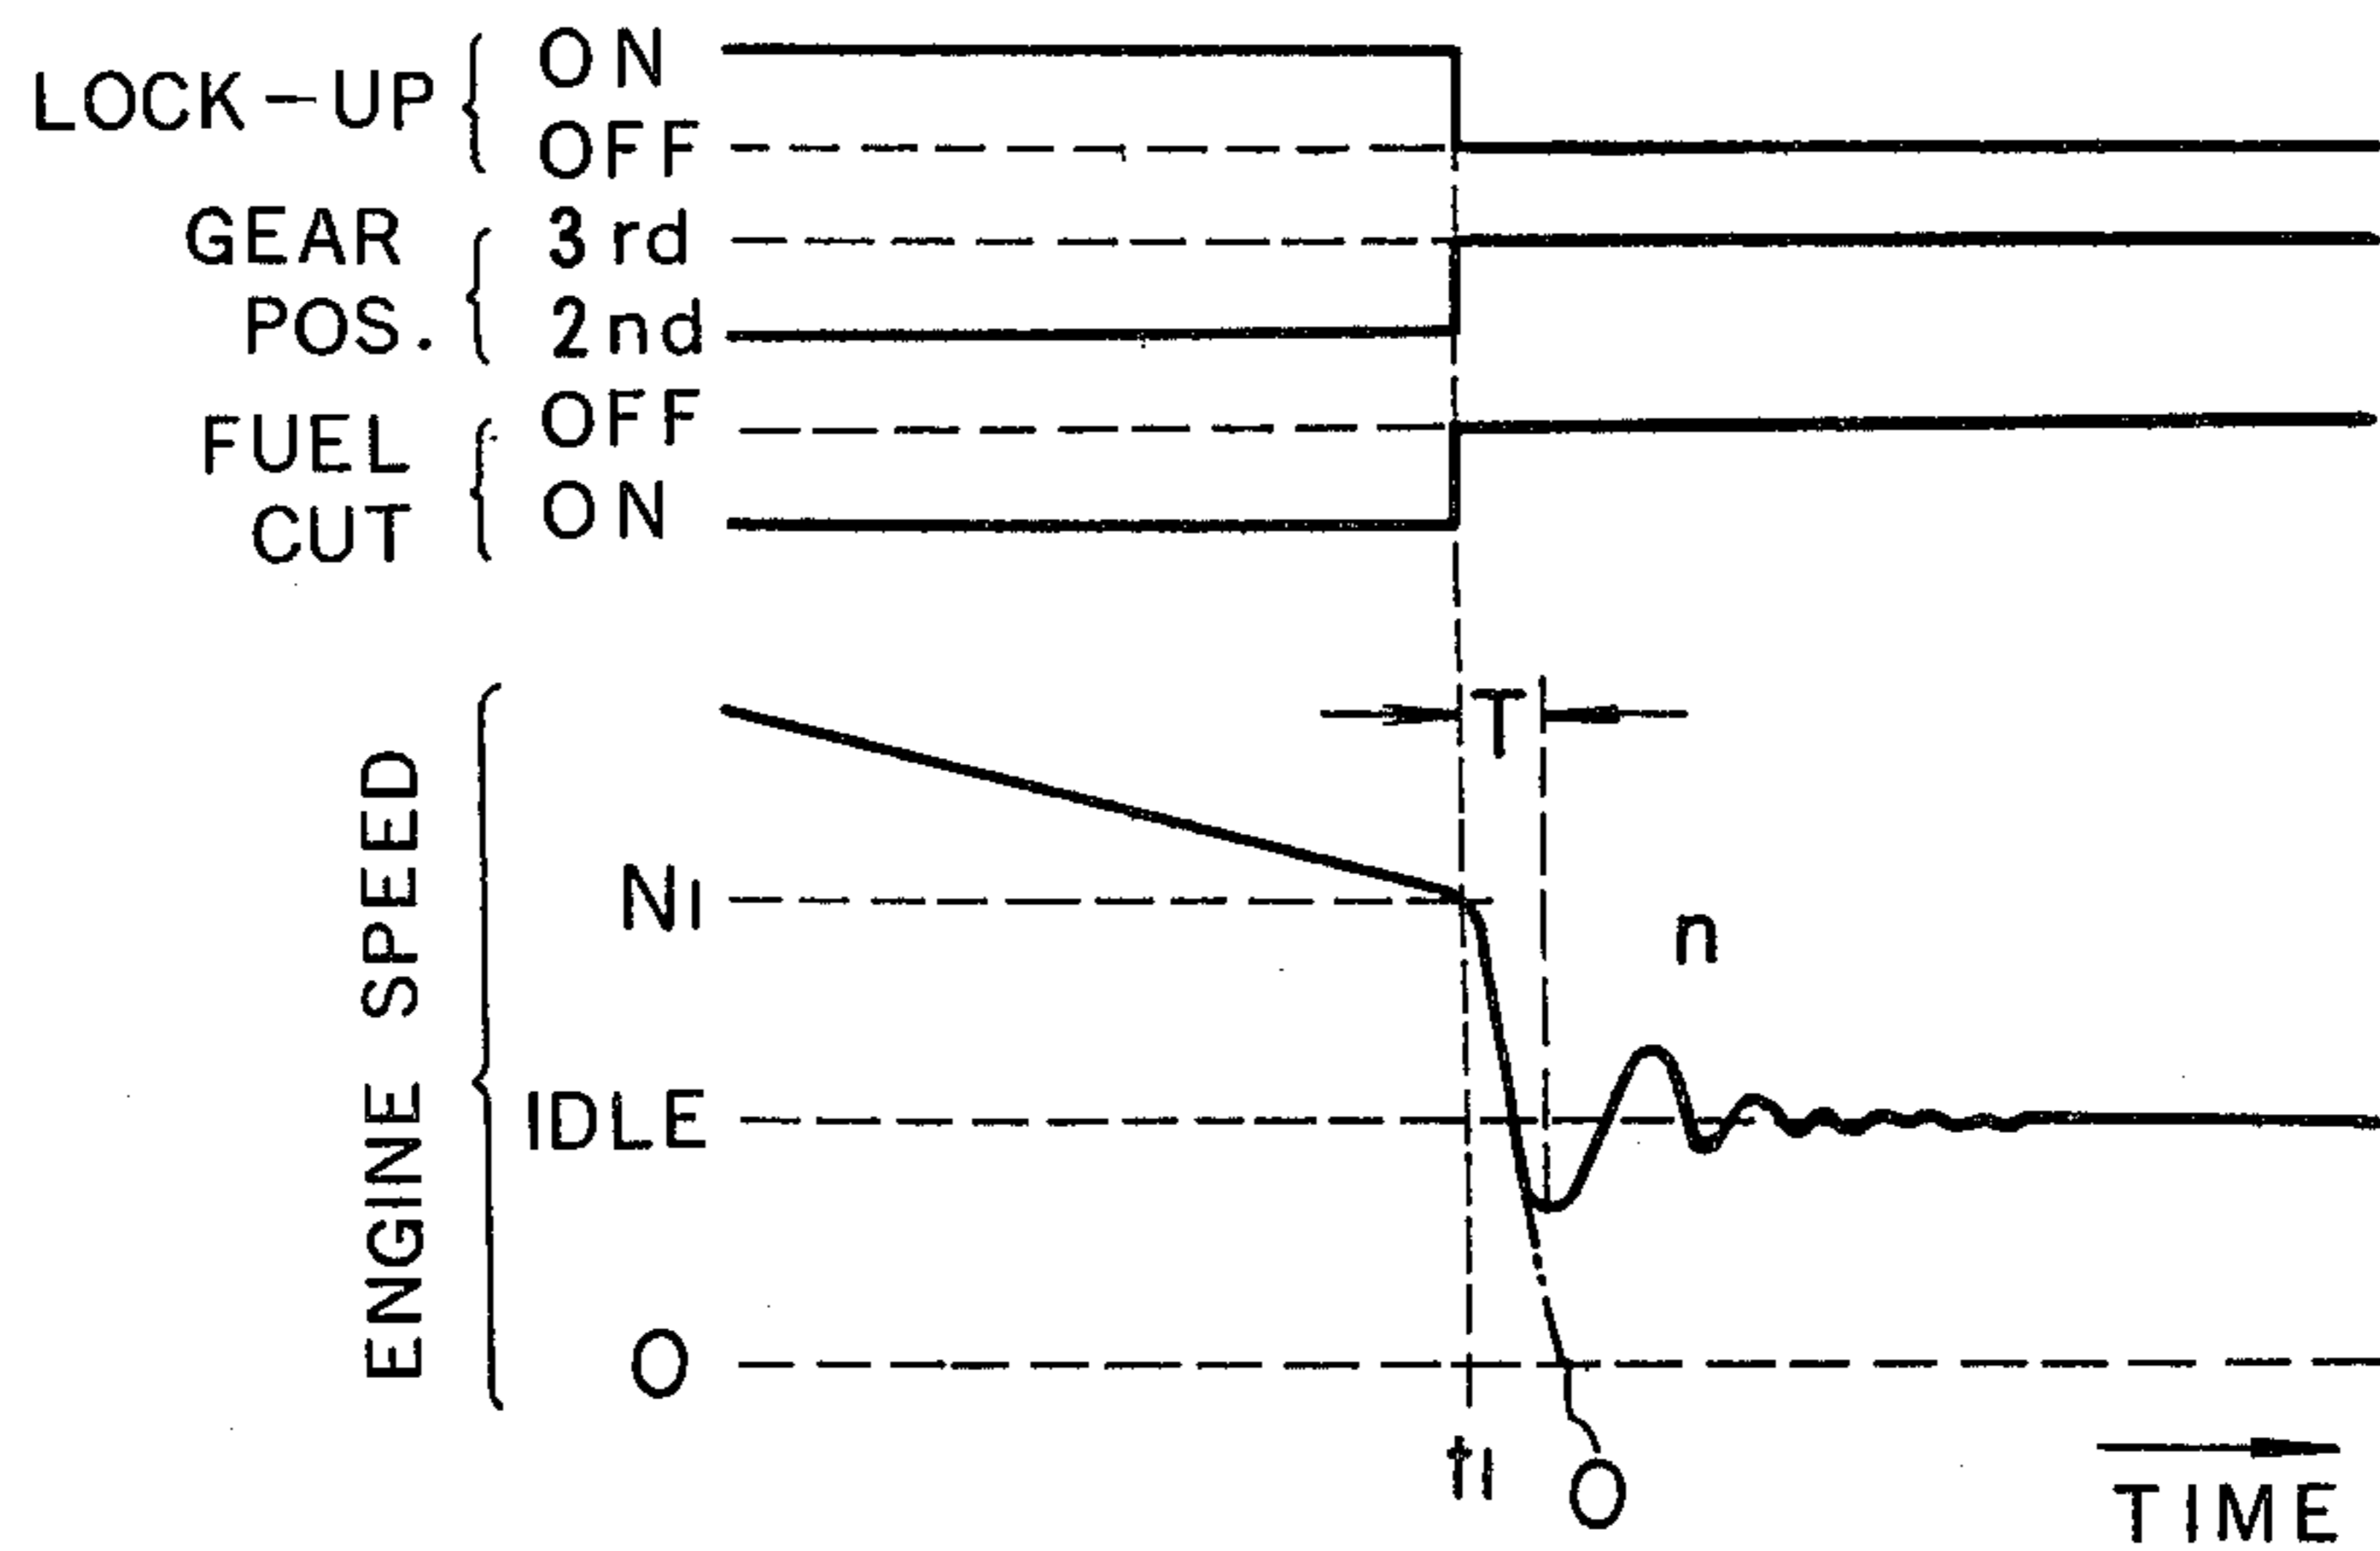 LOCK-UP
ON
OFF
GEAR
POS.
3rd
2nd
FUEL
CUT
OFF
ON
ENGINE SPEED
T
N1
n
IDLE
O
t1
O
TIME